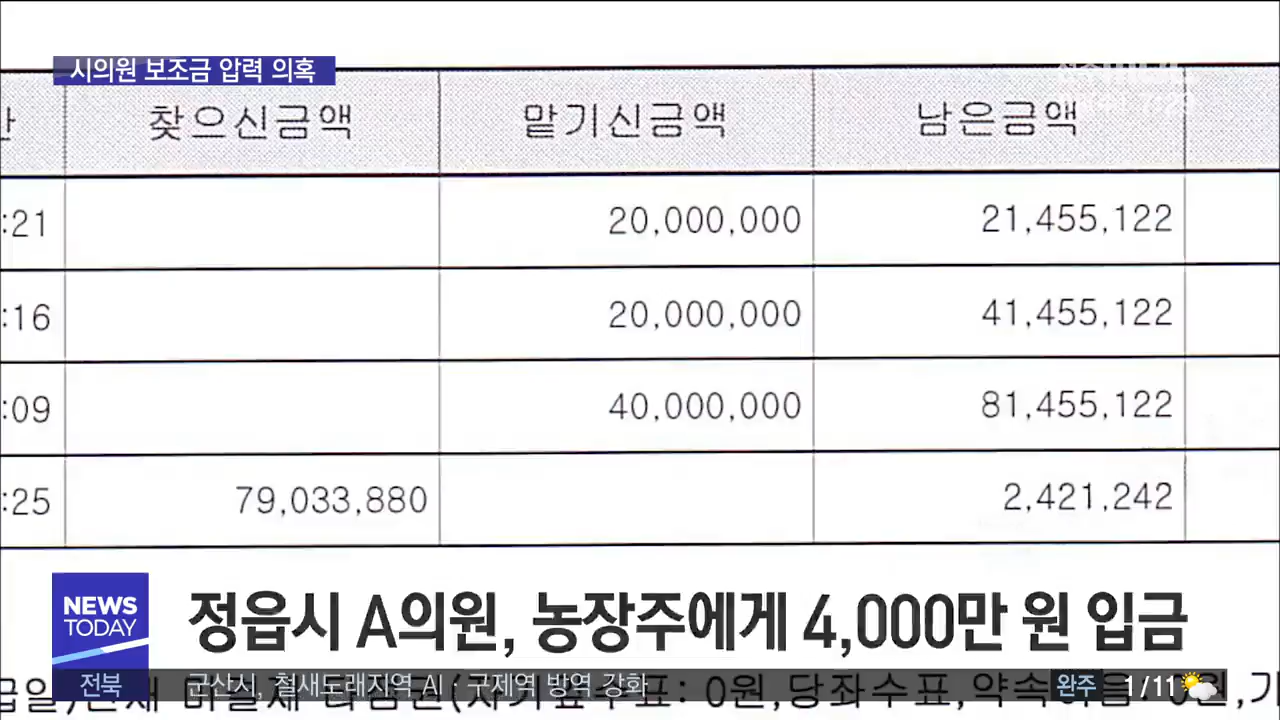 시의원 보조금 압력 의혹
찾으신금액 맡기신금액 남은금액
:21 20,000,000 21,455,122
:16 20,000,000 41,455,122
:09 40,000,000 81,455,122
:25 79,033,880 2,421,242
NEWS
TODAY
정읍시 A의원, 농장주에게 4,000만 원 입금
전북 군산시, 철새도래지역 AI·구제역 방역 강화 완주 1/11